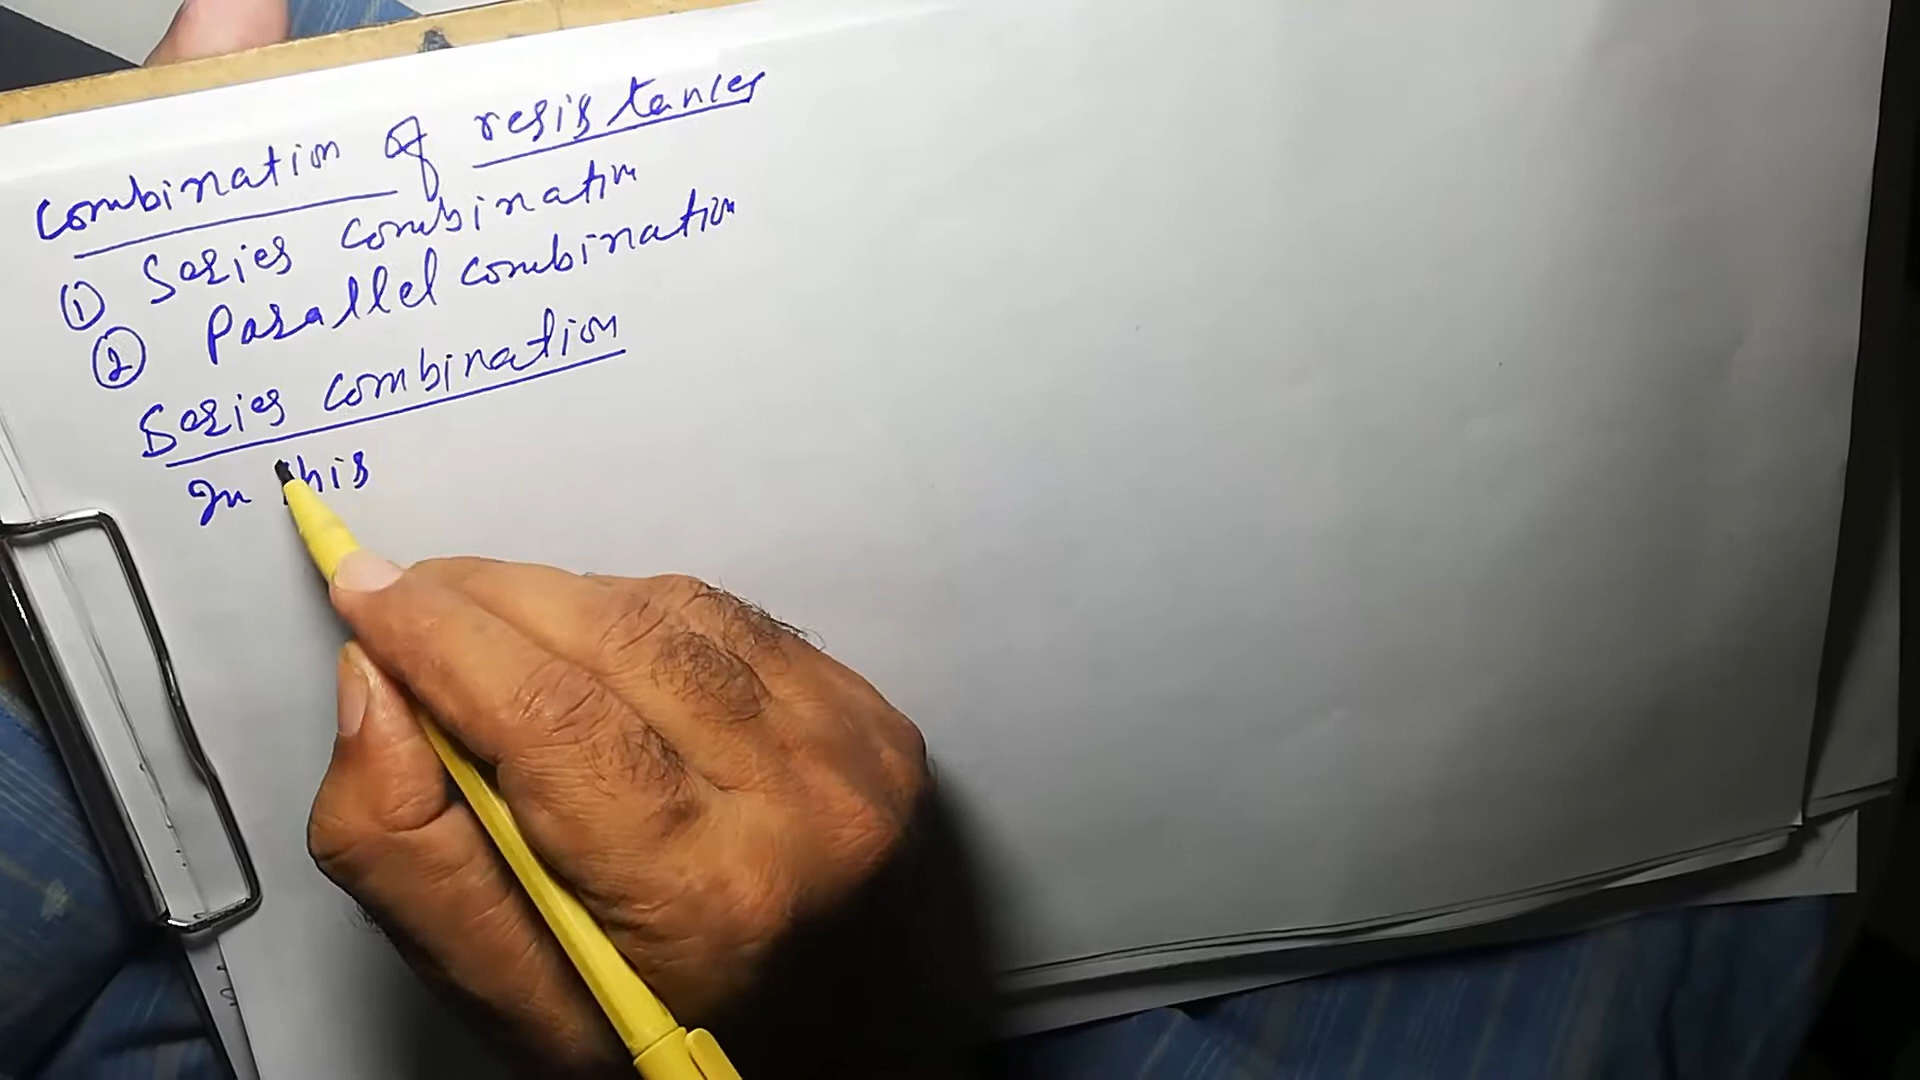 Combination of resistances
① Series combination
② Parallel combination
Series combination
In this